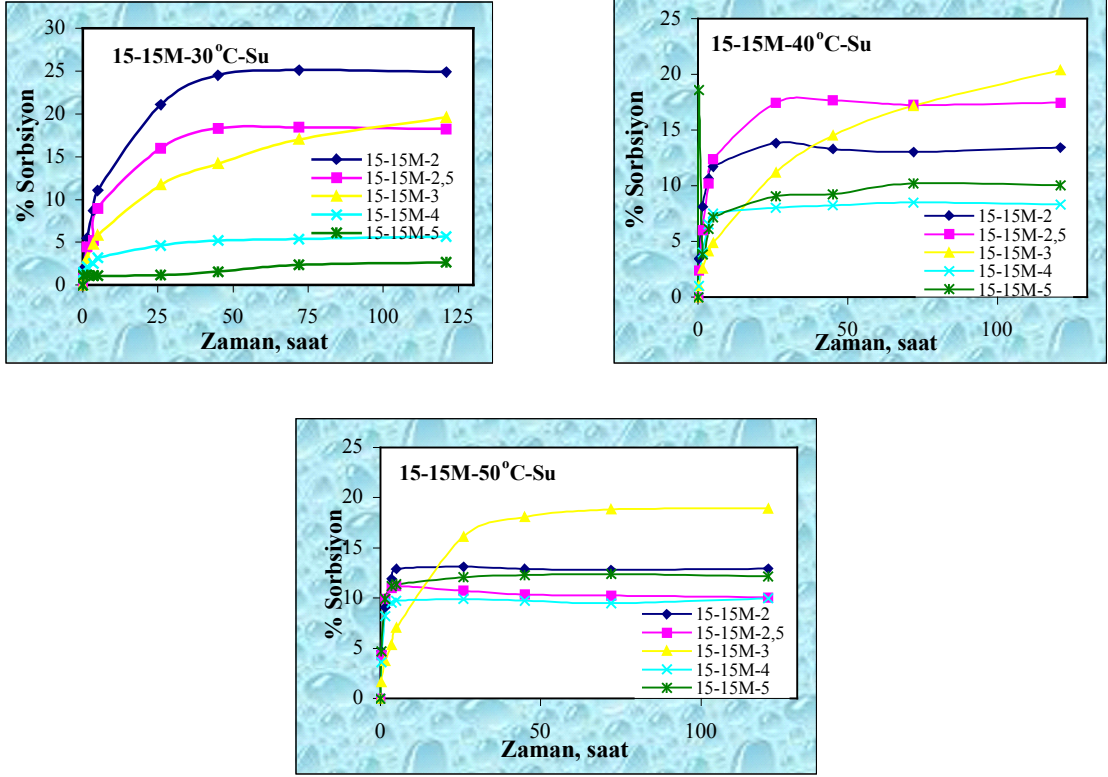 15-15M-30°C-Su
% Sorbsiyon
30
25
20
15
10
5
0
0 25 50 75 100 125
Zaman, saat
15-15M-2
15-15M-2,5
15-15M-3
15-15M-4
15-15M-5
15-15M-40°C-Su
% Sorbsiyon
25
20
15
10
5
0
0 50 100
Zaman, saat
15-15M-2
15-15M-2,5
15-15M-3
15-15M-4
15-15M-5
15-15M-50°C-Su
% Sorbsiyon
25
20
15
10
5
0
0 50 100
Zaman, saat
15-15M-2
15-15M-2,5
15-15M-3
15-15M-4
15-15M-5